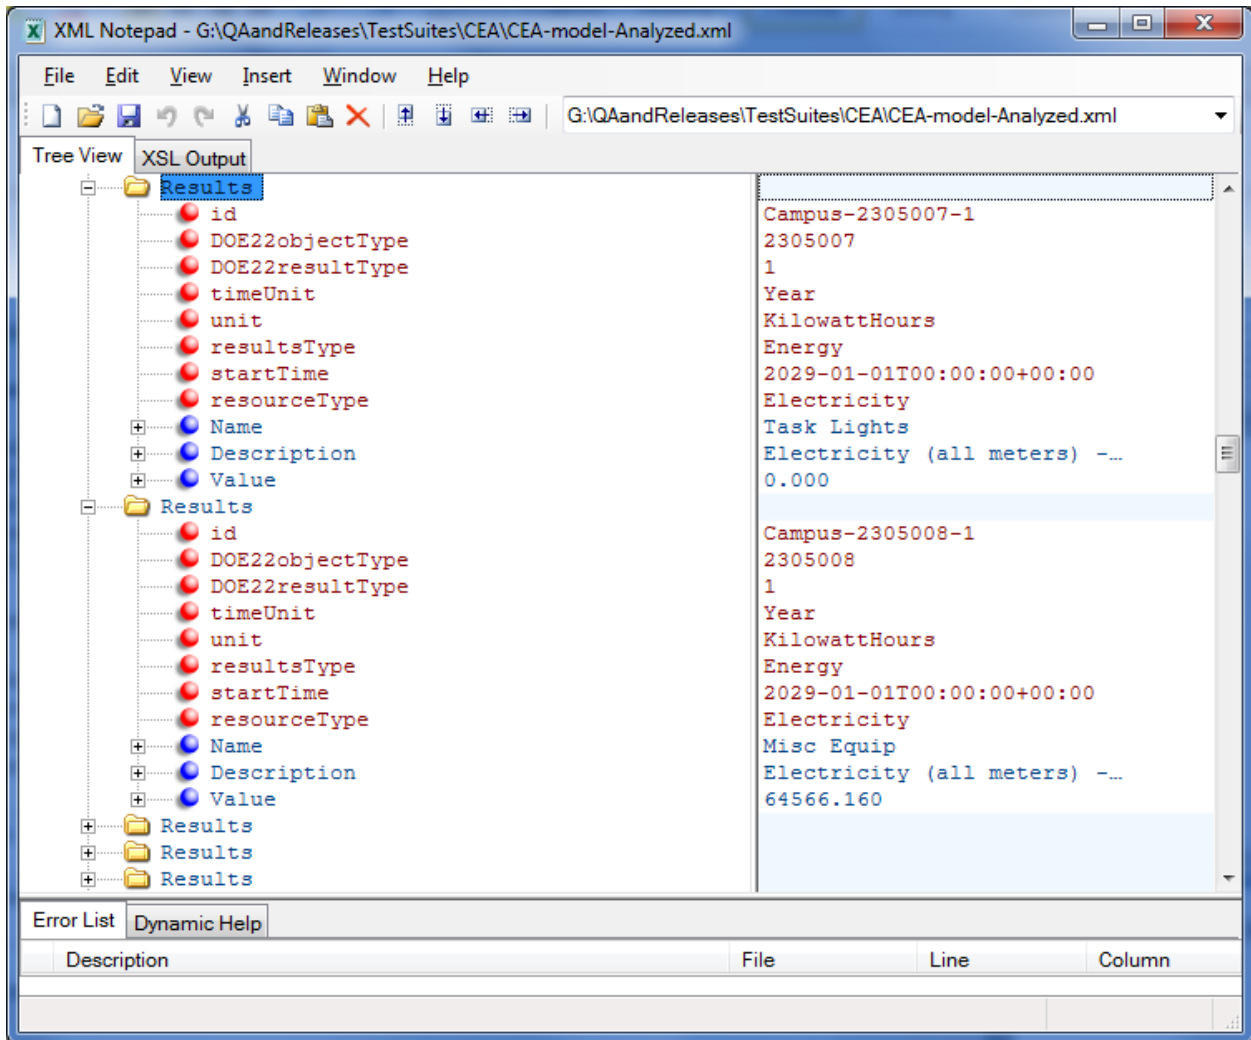 XML Notepad - G:\QAandReleases\TestSuites\CEA\CEA-model-Analyzed.xml
File Edit View Insert Window Help
G:\QAandReleases\TestSuites\CEA\CEA-model-Analyzed.xml
Tree View XSL Output
Results
id Campus-2305007-1
DOE22objectType 2305007
DOE22resultType 1
timeUnit Year
unit KilowattHours
resultsType Energy
startTime 2029-01-01T00:00:00+00:00
resourceType Electricity
Name Task Lights
Description Electricity (all meters) -…
Value 0.000
Results
id Campus-2305008-1
DOE22objectType 2305008
DOE22resultType 1
timeUnit Year
unit KilowattHours
resultsType Energy
startTime 2029-01-01T00:00:00+00:00
resourceType Electricity
Name Misc Equip
Description Electricity (all meters) -…
Value 64566.160
Results
Results
Results
Error List Dynamic Help
Description File Line Column